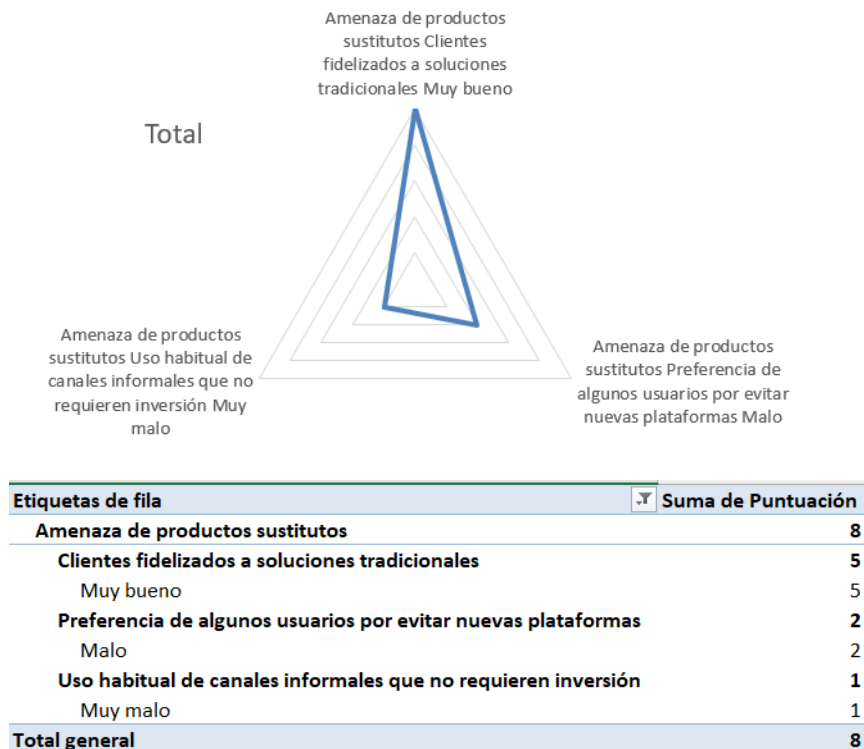 Amenaza de productos
sustitutos Clientes
fidelizados a soluciones
tradicionales Muy bueno
Total
Amenaza de productos
sustitutos Uso habitual de
canales informales que no
requieren inversión Muy
malo
Amenaza de productos
sustitutos Preferencia de
algunos usuarios por evitar
nuevas plataformas Malo
Etiquetas de fila Suma de Puntuación
Amenaza de productos sustitutos 8
Clientes fidelizados a soluciones tradicionales 5
Muy bueno 5
Preferencia de algunos usuarios por evitar nuevas plataformas 2
Malo 2
Uso habitual de canales informales que no requieren inversión 1
Muy malo 1
Total general 8